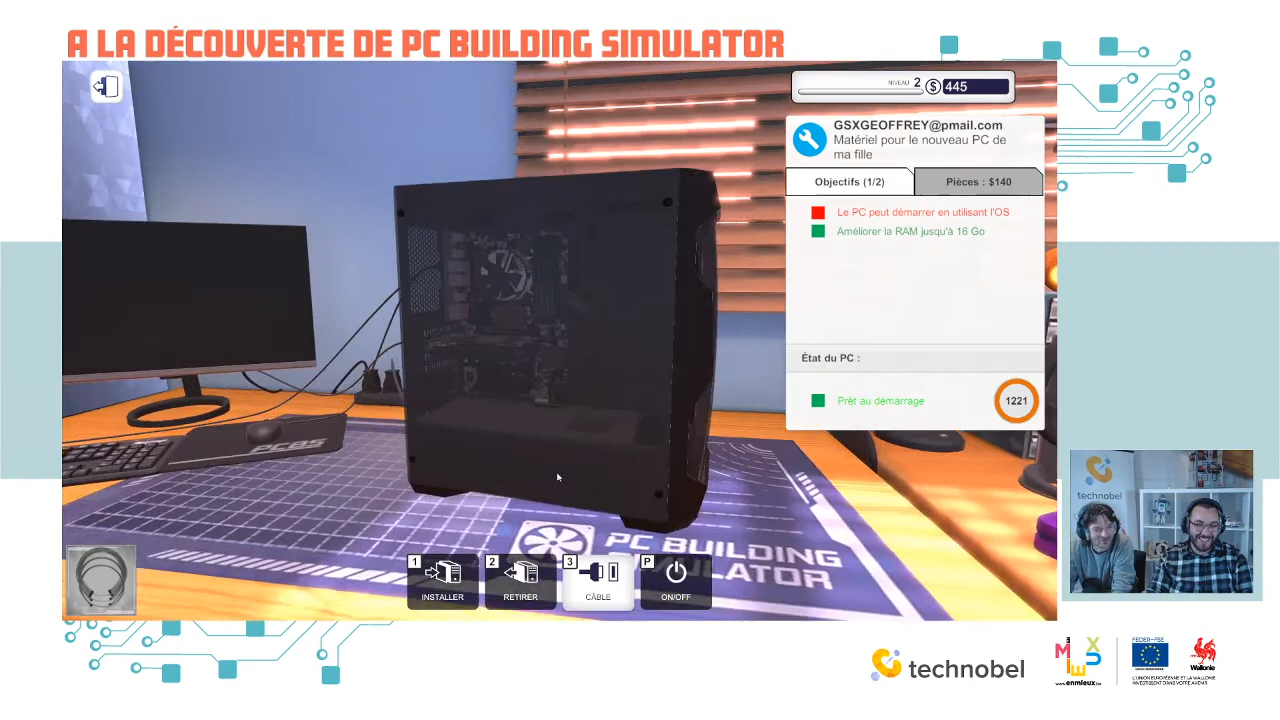 A LA DÉCOUVERTE DE PC BUILDING SIMULATOR
NIVEAU 2 $ 445
GSXGEOFFREY@pmail.com
Matériel pour le nouveau PC de
ma fille
Objectifs (1/2)
Pièces : $140
Le PC peut démarrer en utilisant l'OS
Améliorer la RAM jusqu'à 16 Go
État du PC :
Prêt au démarrage
1221
PCBS
PC BUILDING
SIMULATOR
1
INSTALLER
2
RETIRER
3
CÂBLE
P
ON/OFF
technobel
technobel
EN
MIEUX
www.enmieux.be
FEDER-FSE
Wallonie
L'UNION EUROPÉENNE ET LA WALLONIE
INVESTISSENT DANS VOTRE AVENIR